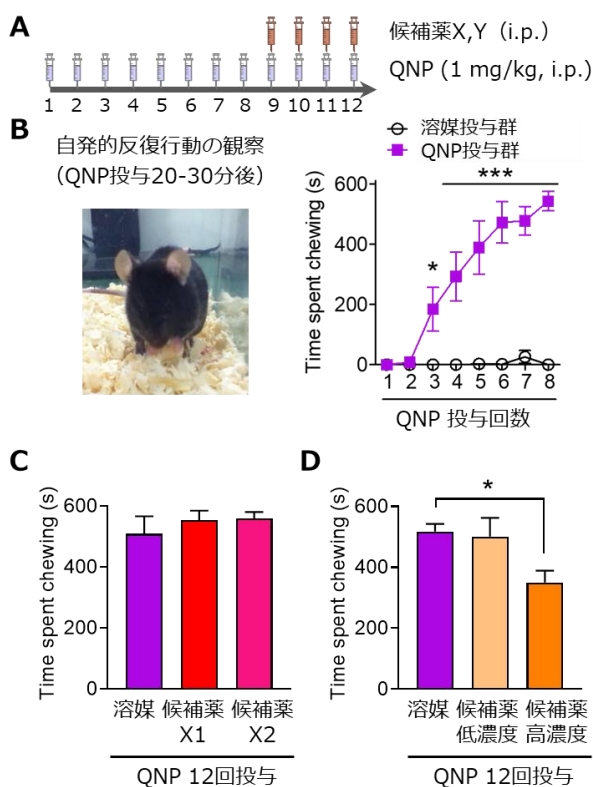 A
候補薬X,Y（i.p.）
QNP (1 mg/kg, i.p.)
1 2 3 4 5 6 7 8 9 10 11 12
B
自発的反復行動の観察
（QNP投与20-30分後）
溶媒投与群
QNP投与群
***
*
Time spent chewing (s)
600
400
200
0
1 2 3 4 5 6 7 8
QNP 投与回数
C
Time spent chewing (s)
600
400
200
0
溶媒 候補薬 候補薬
X1 X2
QNP 12回投与
D
*
Time spent chewing (s)
600
400
200
0
溶媒 候補薬 候補薬
低濃度 高濃度
QNP 12回投与